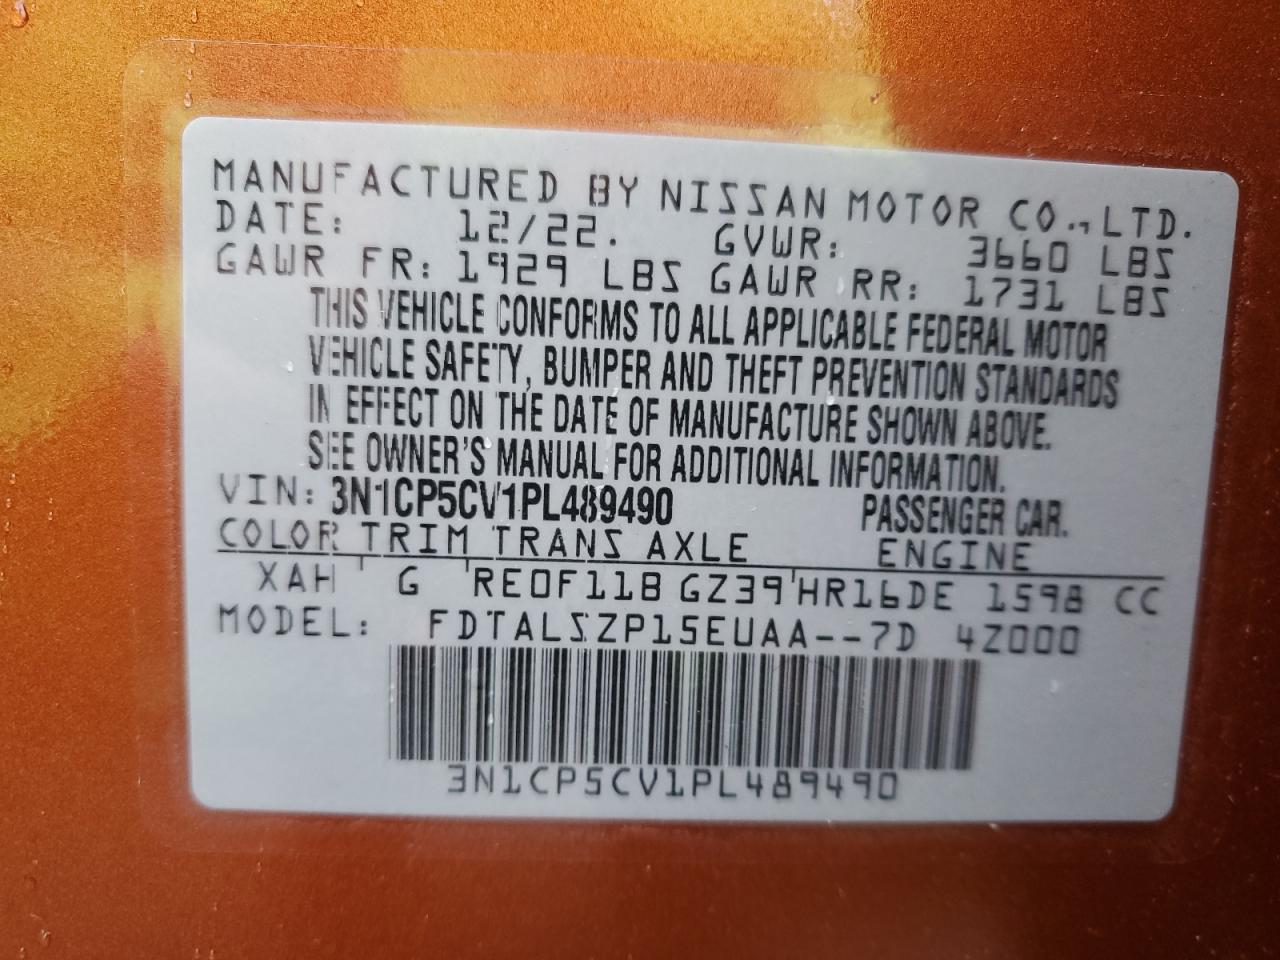 MANUFACTURED BY NISSAN MOTOR CO.,LTD.
DATE: 12/22. GVWR: 3660 LBS
GAWR FR: 1929 LBS GAWR RR: 1731 LBS
THIS VEHICLE CONFORMS TO ALL APPLICABLE FEDERAL MOTOR
VEHICLE SAFETY, BUMPER AND THEFT PREVENTION STANDARDS
IN EFFECT ON THE DATE OF MANUFACTURE SHOWN ABOVE.
SEE OWNER'S MANUAL FOR ADDITIONAL INFORMATION.
VIN: 3N1CP5CV1PL489490 PASSENGER CAR.
COLOR TRIM TRANS AXLE ENGINE
XAH ' G ' RE0F11B GZ39 ' HR16DE 1598 CC
MODEL: FDTALSZP15EUAA--7D 4Z000
3N1CP5CV1PL489490